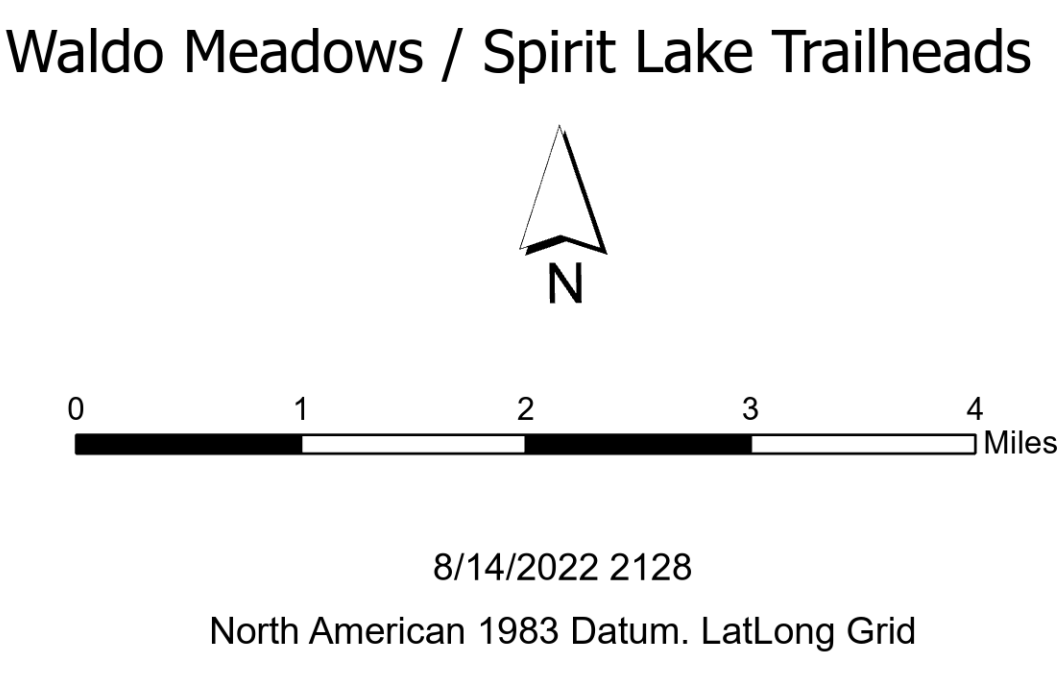 Waldo Meadows / Spirit Lake Trailheads
N
0 1 2 3 4
Miles
8/14/2022 2128
North American 1983 Datum. LatLong Grid